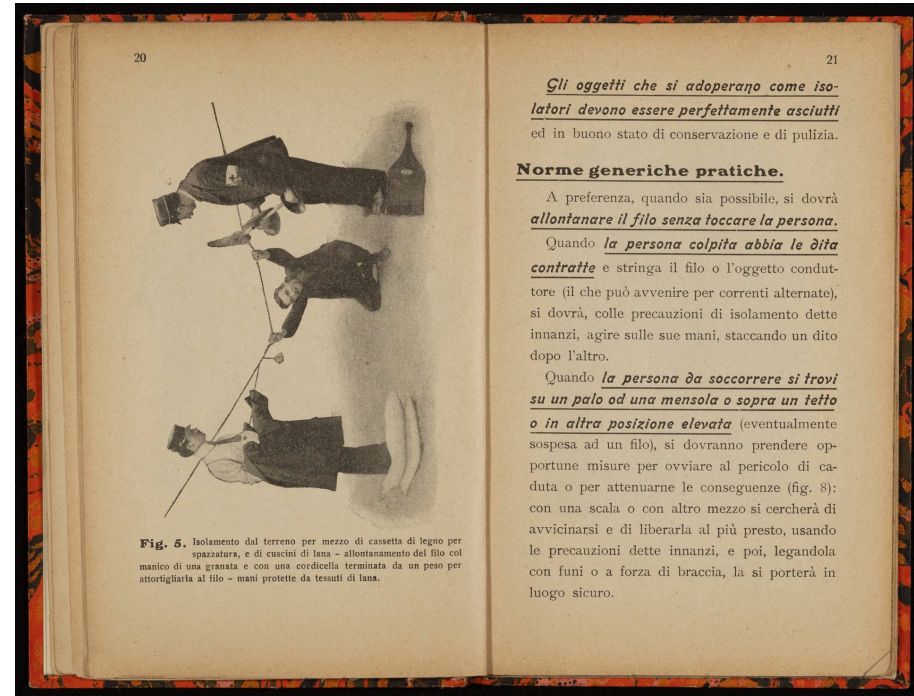 20
Fig. 5. Isolamento dal terreno per mezzo di cassetta di legno per
spazzatura, e di cuscini di lana - allontanamento del filo col
manico di una granata e con una cordicella terminata da un peso per
attortigliarla al filo - mani protette da tessuti di lana.
21
Gli oggetti che si adoperano come iso-
latori devono essere perfettamente asciutti
ed in buono stato di conservazione e di pulizia.
Norme generiche pratiche.
A preferenza, quando sia possibile, si dovrà
allontanare il filo senza toccare la persona.
Quando la persona colpita abbia le dita
contratte e stringa il filo o l'oggetto condut-
tore (il che può avvenire per correnti alternate),
si dovrà, colle precauzioni di isolamento dette
innanzi, agire sulle sue mani, staccando un dito
dopo l'altro.
Quando la persona da soccorrere si trovi
su un palo od una mensola o sopra un tetto
o in altra posizione elevata (eventualmente
sospesa ad un filo), si dovranno prendere op-
portune misure per ovviare al pericolo di ca-
duta o per attenuarne le conseguenze (fig. 8):
con una scala o con altro mezzo si cercherà di
avvicinarsi e di liberarla al più presto, usando
le precauzioni dette innanzi, e poi, legandola
con funi o a forza di braccia, la si porterà in
luogo sicuro.